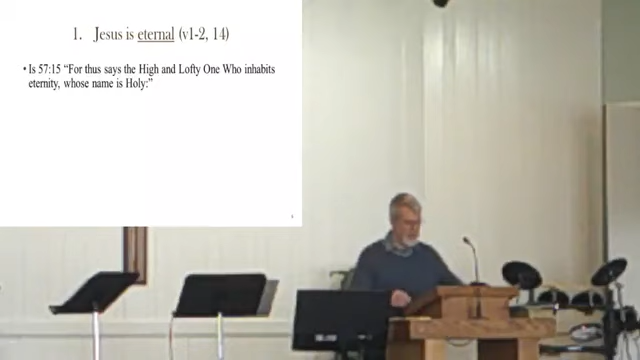 1. Jesus is eternal (v1-2, 14)
• Is 57:15 “For thus says the High and Lofty One Who inhabits
eternity, whose name is Holy:”